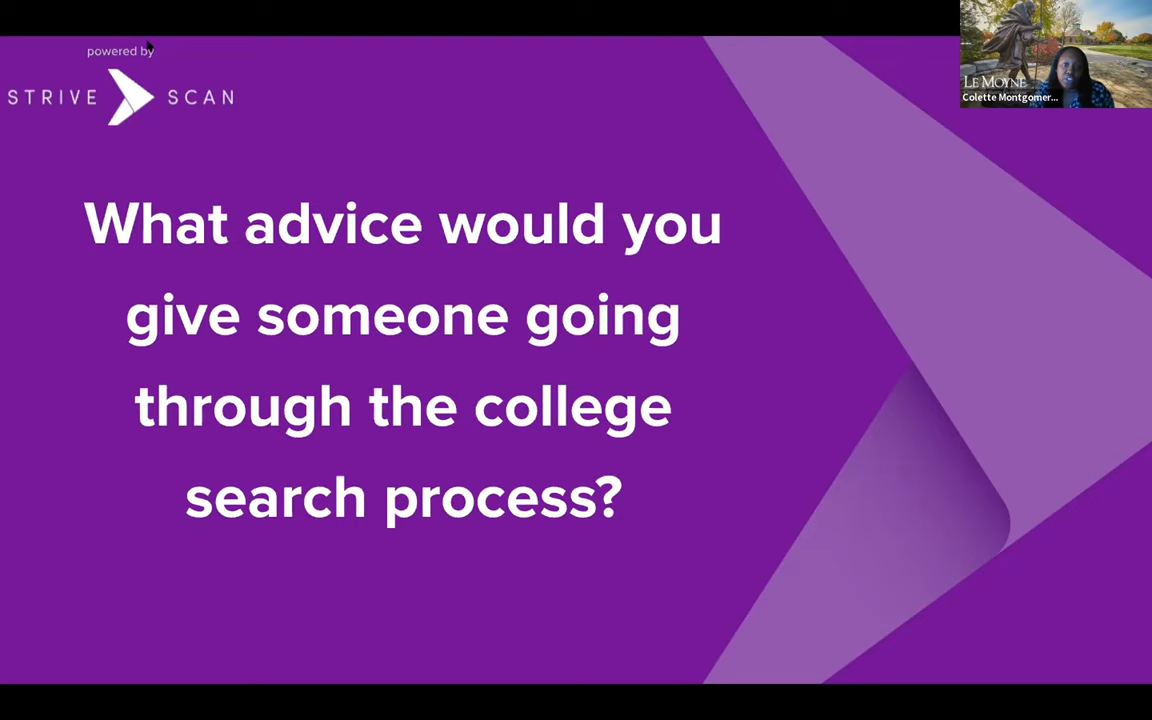 powered by
STRIVE SCAN
LE MOYNE
Colette Montgomer...
What advice would you
give someone going
through the college
search process?